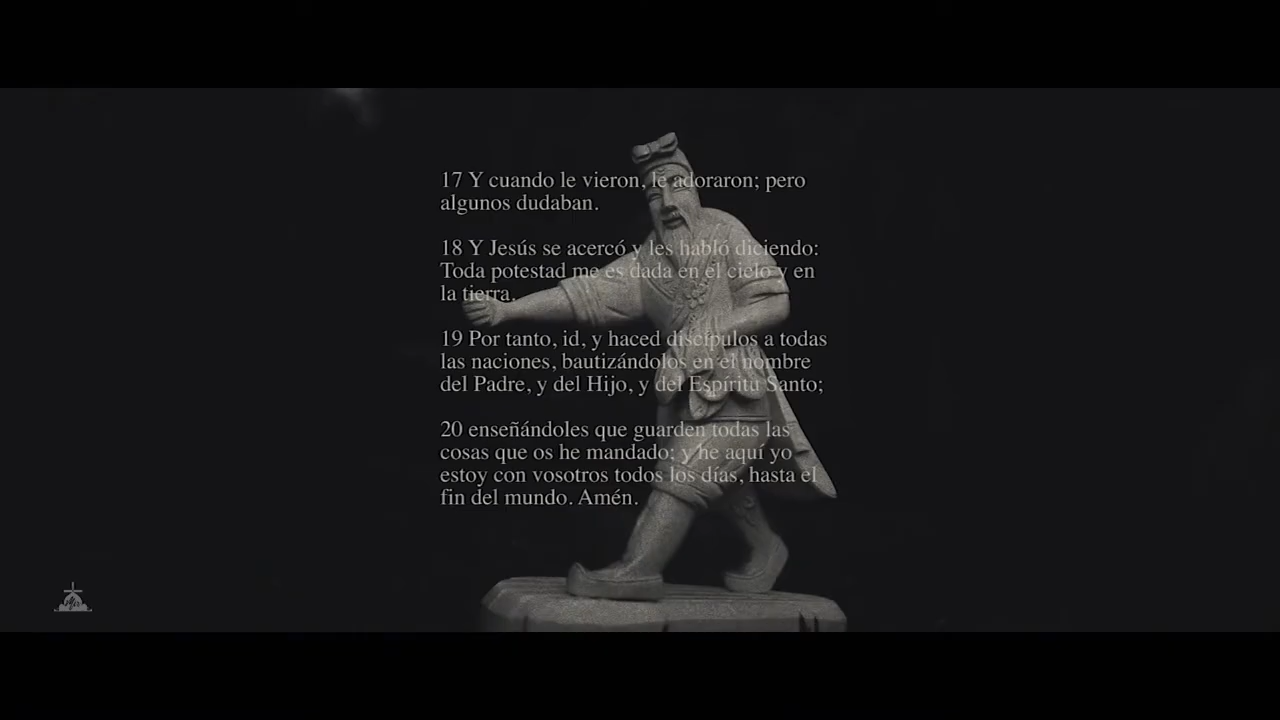 17 Y cuando le vieron, le adoraron; pero
algunos dudaban.
18 Y Jesús se acercó y les habló diciendo:
Toda potestad me es dada en el cielo y en
la tierra.
19 Por tanto, id, y haced discípulos a todas
las naciones, bautizándolos en el nombre
del Padre, y del Hijo, y del Espíritu Santo;
20 enseñándoles que guarden todas las
cosas que os he mandado; y he aquí yo
estoy con vosotros todos los días, hasta el
fin del mundo. Amén.